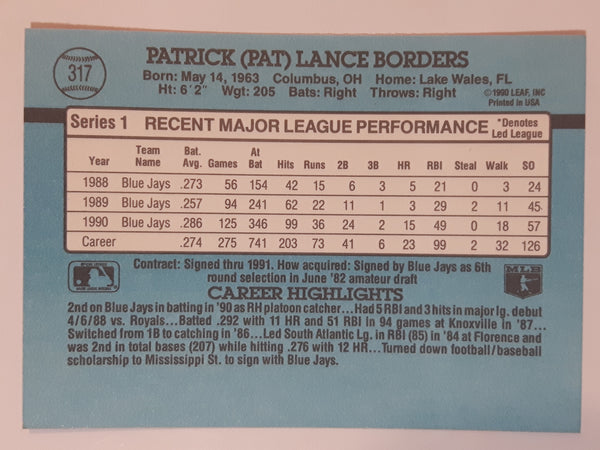 317
PATRICK (PAT) LANCE BORDERS
Born: May 14, 1963 Columbus, OH Home: Lake Wales, FL
Ht: 6´2˝ Wgt: 205 Bats: Right Throws: Right
©1990 LEAF, INC
Printed in USA
Series 1 RECENT MAJOR LEAGUE PERFORMANCE *Denotes Led League
Year Team Name Bat. Avg. Games At Bat Hits Runs 2B 3B HR RBI Steal Walk SO
1988 Blue Jays .273 56 154 42 15 6 3 5 21 0 3 24
1989 Blue Jays .257 94 241 62 22 11 1 3 29 2 11 45
1990 Blue Jays .286 125 346 99 36 24 2 15 49 0 18 57
Career .274 275 741 203 73 41 6 23 99 2 32 126
Contract: Signed thru 1991. How acquired: Signed by Blue Jays as 6th
round selection in June '82 amateur draft
MLB
CAREER HIGHLIGHTS
2nd on Blue Jays in batting in '90 as RH platoon catcher...Had 5 RBI and 3 hits in major lg. debut
4/6/88 vs. Royals...Batted .292 with 11 HR and 51 RBI in 94 games at Knoxville in '87...
Switched from 1B to catching in '86...Led South Atlantic Lg. in RBI (85) in '84 at Florence and
was 2nd in total bases (207) while hitting .276 with 12 HR...Turned down football/baseball
scholarship to Mississippi St. to sign with Blue Jays.